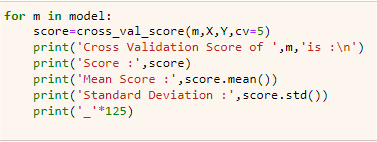 for m in model:
    score=cross_val_score(m,X,Y,cv=5)
    print('Cross Validation Score of ',m,'is :\n')
    print('Score :',score)
    print('Mean Score :',score.mean())
    print('Standard Deviation :',score.std())
    print('_'*125)